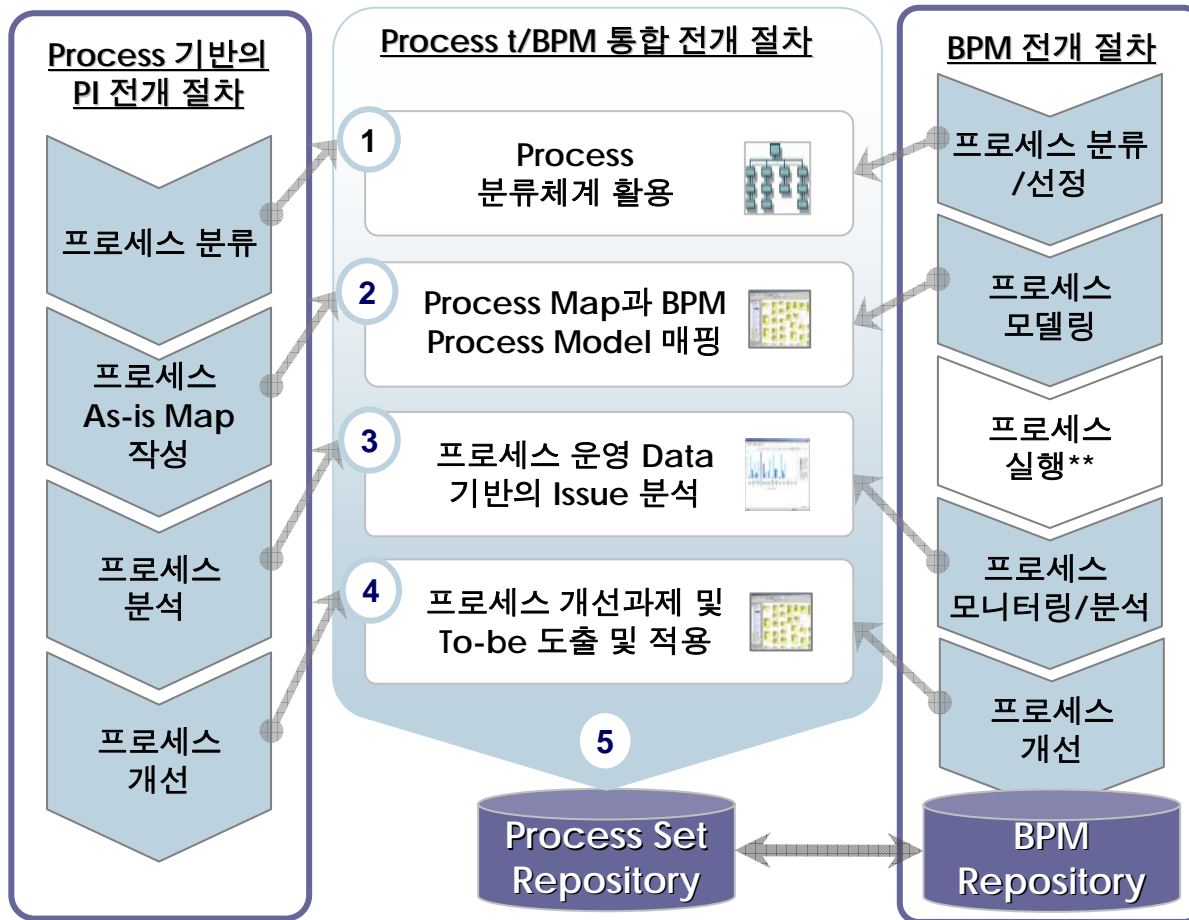 Process 기반의
PI 전개 절차
프로세스 분류
프로세스
As-is Map
작성
프로세스
분석
프로세스
개선
Process t/BPM 통합 전개 절차
1
Process
분류체계 활용
2
Process Map과 BPM
Process Model 매핑
3
프로세스 운영 Data
기반의 Issue 분석
4
프로세스 개선과제 및
To-be 도출 및 적용
5
Process Set
Repository
BPM 전개 절차
프로세스 분류
/선정
프로세스
모델링
프로세스
실행**
프로세스
모니터링/분석
프로세스
개선
BPM
Repository